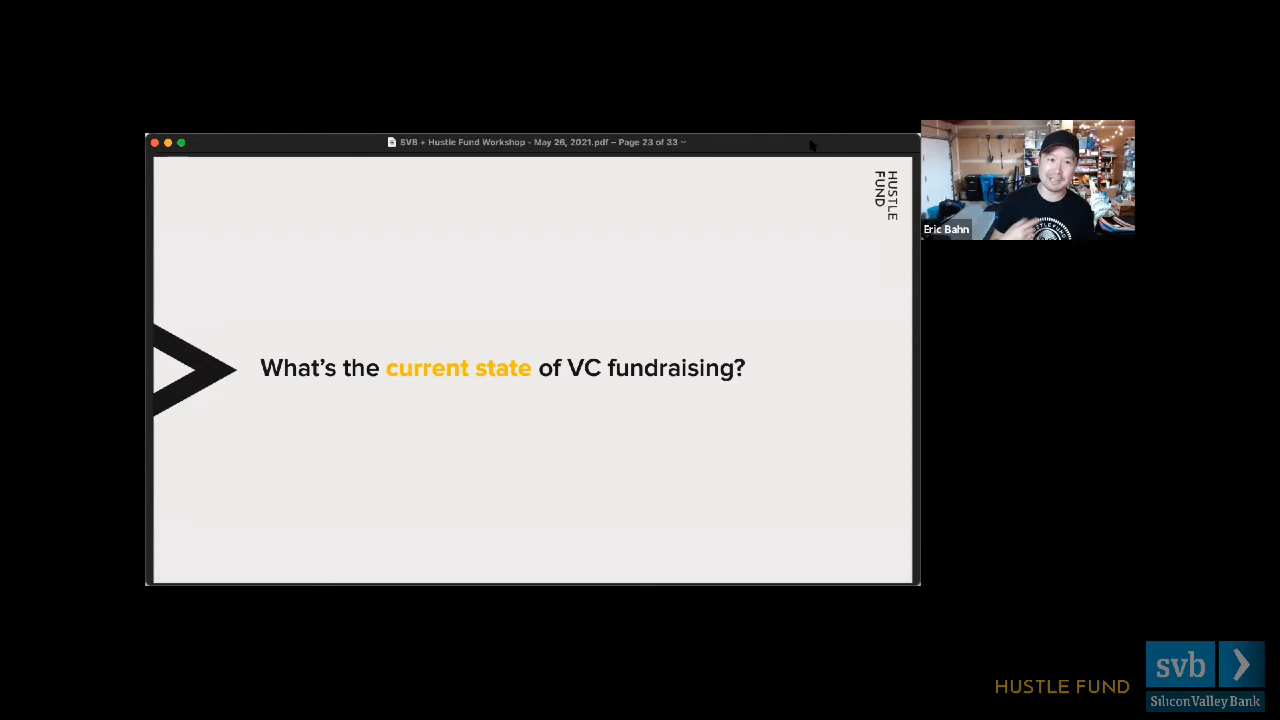 SVB + Hustle Fund Workshop - May 26, 2021.pdf – Page 23 of 33
HUSTLE
FUND
Eric Bahn
What's the current state of VC fundraising?
HUSTLE FUND
svb
Silicon Valley Bank